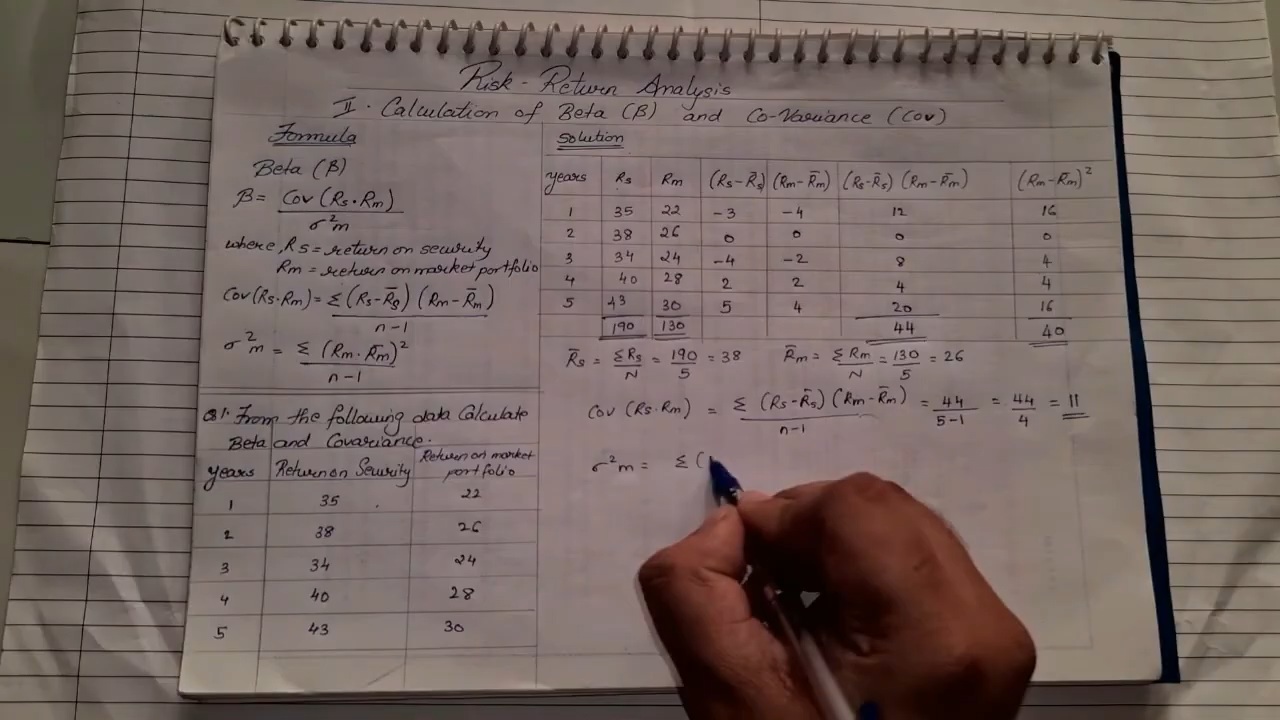 Risk-Return Analysis
II. Calculation of Beta (β) and Co-Variance (Cov)
Formula
Beta (β)
β = Cov (Rs.Rm)
σ²m
where, Rs = return on security
Rm = return on market portfolio
Cov (Rs.Rm) = Σ (Rs-R̄s) (Rm-R̄m)
n-1
σ²m = Σ (Rm.R̄m)²
n-1
Q1. From the following data Calculate
Beta and Covariance.
years Return on Security Return on market portfolio
1 35 22
2 38 26
3 34 24
4 40 28
5 43 30
Solution
years Rs Rm (Rs-R̄s) (Rm-R̄m) (Rs-R̄s) (Rm-R̄m) (Rm-R̄m)²
1 35 22 -3 -4 12 16
2 38 26 0 0 0 0
3 34 24 -4 -2 8 4
4 40 28 2 2 4 4
5 43 30 5 4 20 16
190 130 44 40
R̄s = ΣRs/N = 190/5 = 38 R̄m = ΣRm/N = 130/5 = 26
Cov (Rs.Rm) = Σ (Rs-R̄s) (Rm-R̄m)/n-1 = 44/5-1 = 44/4 = 11
σ²m = Σ (